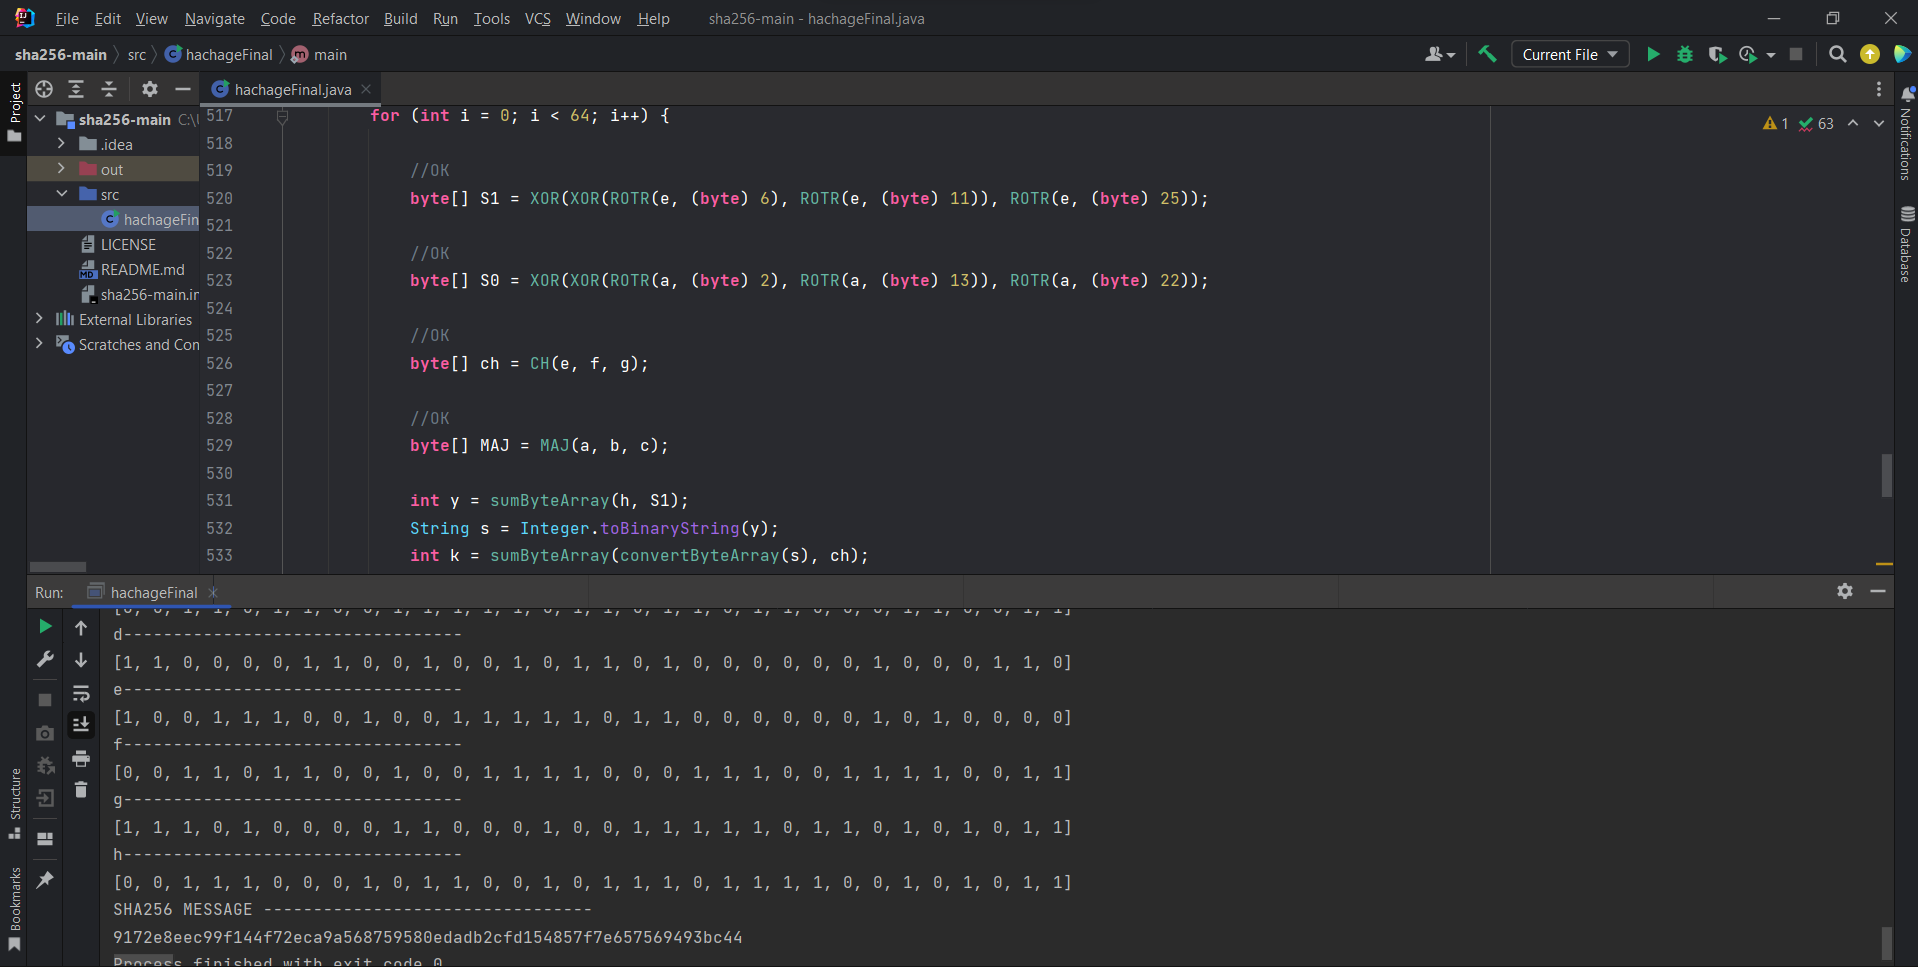 File Edit View Navigate Code Refactor Build Run Tools VCS Window Help sha256-main - hachageFinal.java
sha256-main src hachageFinal main Current File
Project
hachageFinal.java
sha256-main C:\
.idea
out
src
hachageFin
LICENSE
README.md
sha256-main.in
External Libraries
Scratches and Con
1 63
517 for (int i = 0; i < 64; i++) {
518
519 //OK
520 byte[] S1 = XOR(XOR(ROTR(e, (byte) 6), ROTR(e, (byte) 11)), ROTR(e, (byte) 25));
521
522 //OK
523 byte[] S0 = XOR(XOR(ROTR(a, (byte) 2), ROTR(a, (byte) 13)), ROTR(a, (byte) 22));
524
525 //OK
526 byte[] ch = CH(e, f, g);
527
528 //OK
529 byte[] MAJ = MAJ(a, b, c);
530
531 int y = sumByteArray(h, S1);
532 String s = Integer.toBinaryString(y);
533 int k = sumByteArray(convertByteArray(s), ch);
Notifications
Database
Run: hachageFinal
d----------------------------------
[1, 1, 0, 0, 0, 0, 1, 1, 0, 0, 1, 0, 0, 1, 0, 1, 1, 0, 1, 0, 0, 0, 0, 0, 0, 1, 0, 0, 0, 1, 1, 0]
e----------------------------------
[1, 0, 0, 1, 1, 1, 0, 0, 1, 0, 0, 1, 1, 1, 1, 1, 0, 1, 1, 0, 0, 0, 0, 0, 0, 1, 0, 1, 0, 0, 0, 0]
f----------------------------------
[0, 0, 1, 1, 0, 1, 1, 0, 0, 1, 0, 0, 1, 1, 1, 1, 0, 0, 0, 1, 1, 1, 0, 0, 1, 1, 1, 1, 0, 0, 1, 1]
g----------------------------------
[1, 1, 1, 0, 1, 0, 0, 0, 0, 1, 1, 0, 0, 0, 1, 0, 0, 1, 1, 1, 1, 1, 0, 1, 1, 0, 1, 0, 1, 0, 1, 1]
h----------------------------------
[0, 0, 1, 1, 1, 0, 0, 0, 1, 0, 1, 1, 0, 0, 1, 0, 1, 1, 1, 0, 1, 1, 1, 1, 0, 0, 1, 0, 1, 0, 1, 1]
SHA256 MESSAGE ---------------------------------
9172e8eec99f144f72eca9a568759580edadb2cfd154857f7e657569493bc44
Process finished with exit code 0
Structure
Bookmarks